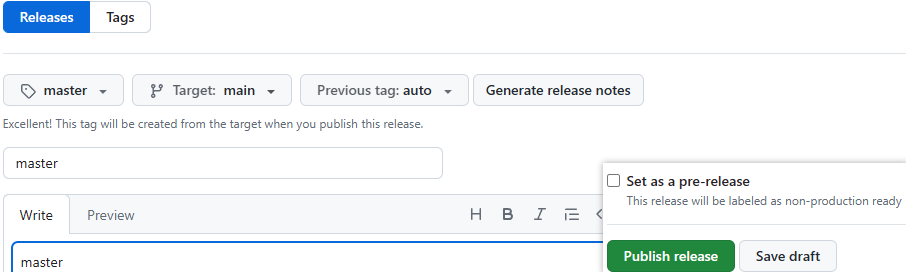 Releases Tags
master Target: main Previous tag: auto Generate release notes
Excellent! This tag will be created from the target when you publish this release.
master
Set as a pre-release
This release will be labeled as non-production ready
Write Preview H B I
master
Publish release Save draft